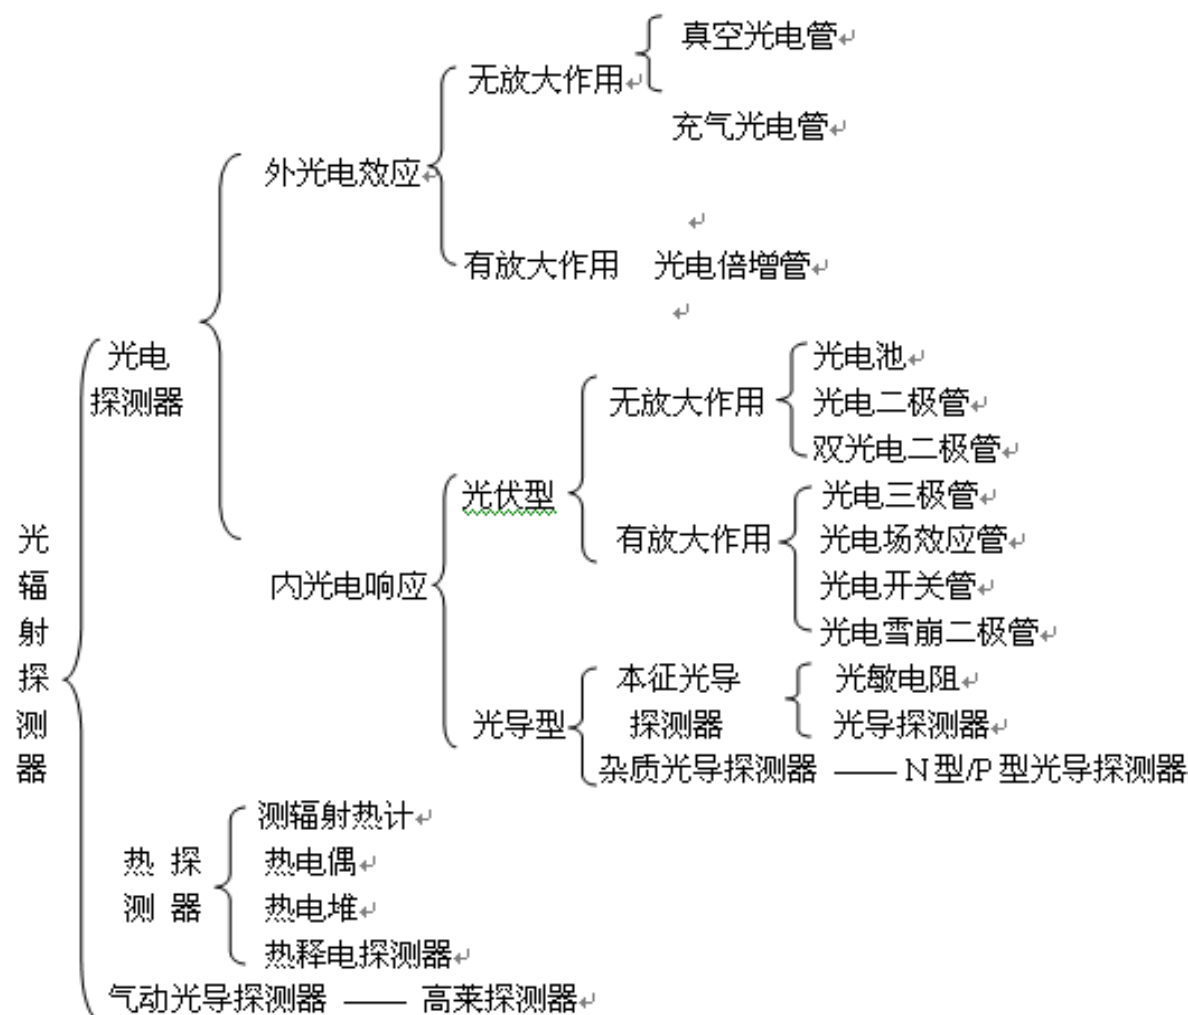 真空光电管
无放大作用
充气光电管
外光电效应
有放大作用 光电倍增管
光电
探测器
光电池
无放大作用
光电二极管
双光电二极管
光伏型
光电三极管
有放大作用
光电场效应管
内光电响应
光电开关管
光电雪崩二极管
本征光导
探测器
光敏电阻
光导探测器
光导型
杂质光导探测器 —— N 型/P 型光导探测器
光
辐
射
探
测
器
测辐射热计
热 探
测 器
热电偶
热电堆
热释电探测器
气动光导探测器 —— 高莱探测器